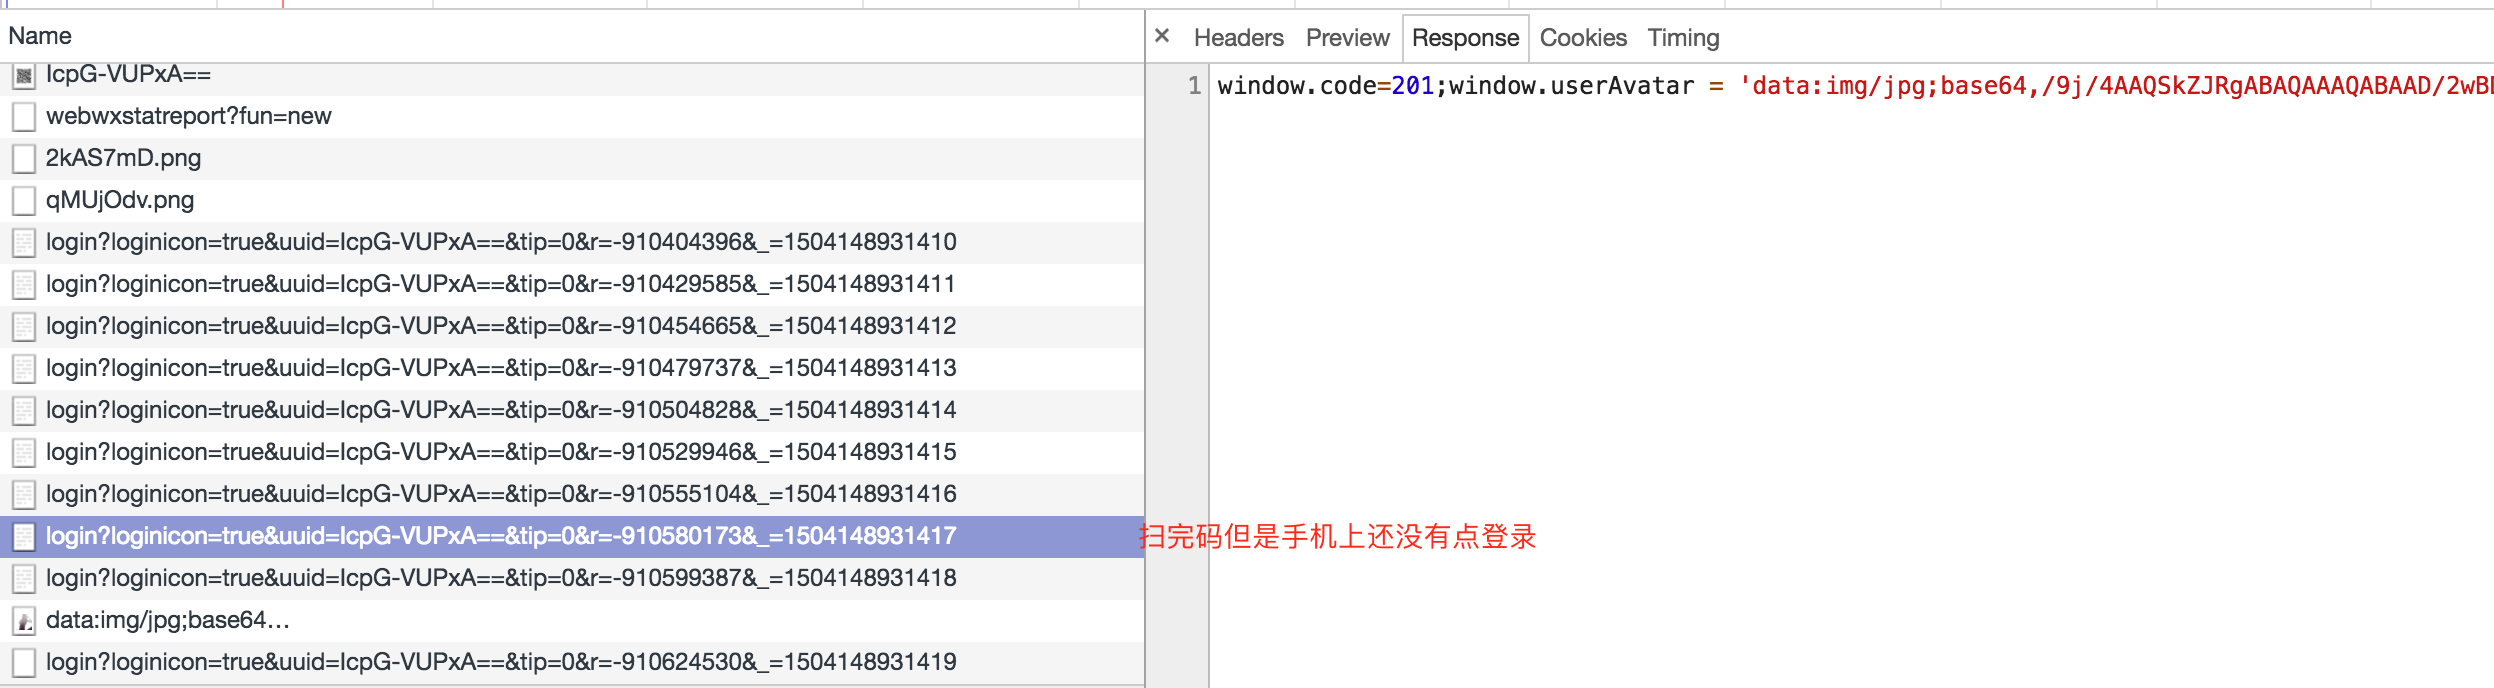 Name
IcpG-VUPxA==
webwxstatreport?fun=new
2kAS7mD.png
qMUjOdv.png
login?loginicon=true&uuid=IcpG-VUPxA==&tip=0&r=-910404396&_=1504148931410
login?loginicon=true&uuid=IcpG-VUPxA==&tip=0&r=-910429585&_=1504148931411
login?loginicon=true&uuid=IcpG-VUPxA==&tip=0&r=-910454665&_=1504148931412
login?loginicon=true&uuid=IcpG-VUPxA==&tip=0&r=-910479737&_=1504148931413
login?loginicon=true&uuid=IcpG-VUPxA==&tip=0&r=-910504828&_=1504148931414
login?loginicon=true&uuid=IcpG-VUPxA==&tip=0&r=-910529946&_=1504148931415
login?loginicon=true&uuid=IcpG-VUPxA==&tip=0&r=-910555104&_=1504148931416
login?loginicon=true&uuid=IcpG-VUPxA==&tip=0&r=-910580173&_=1504148931417
login?loginicon=true&uuid=IcpG-VUPxA==&tip=0&r=-910599387&_=1504148931418
data:img/jpg;base64…
login?loginicon=true&uuid=IcpG-VUPxA==&tip=0&r=-910624530&_=1504148931419
× Headers Preview Response Cookies Timing
1 window.code=201;window.userAvatar = 'data:img/jpg;base64,/9j/4AAQSkZJRgABAQAAAQABAAD/2wB
扫完码但是手机上还没有点登录